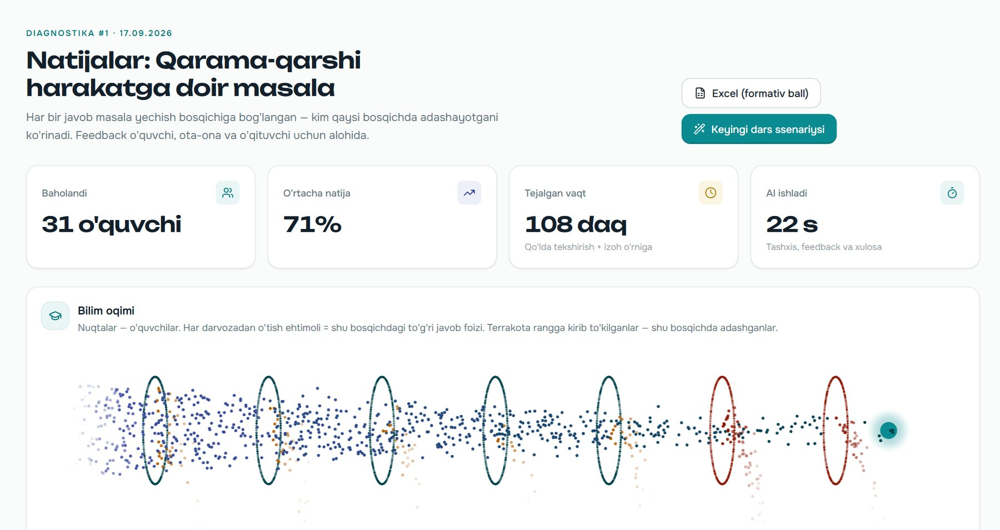 DIAGNOSTIKA #1 · 17.09.2026
Natijalar: Qarama-qarshi
harakatga doir masala
Har bir javob masala yechish bosqichiga bog'langan — kim qaysi bosqichda adashayotgani
ko'rinadi. Feedback o'quvchi, ota-ona va o'qituvchi uchun alohida.
Excel (formativ ball)
Keyingi dars ssenariysi
Baholandi
31 o'quvchi
O'rtacha natija
71%
Tejalgan vaqt
108 daq
Qo'lda tekshirish + izoh o'rniga
AI ishladi
22 s
Tashxis, feedback va xulosa
Bilim oqimi
Nuqtalar — o'quvchilar. Har darvozadan o'tish ehtimoli = shu bosqichdagi to'g'ri javob foizi. Terrakota rangga kirib to'kilganlar — shu bosqichda adashganlar.